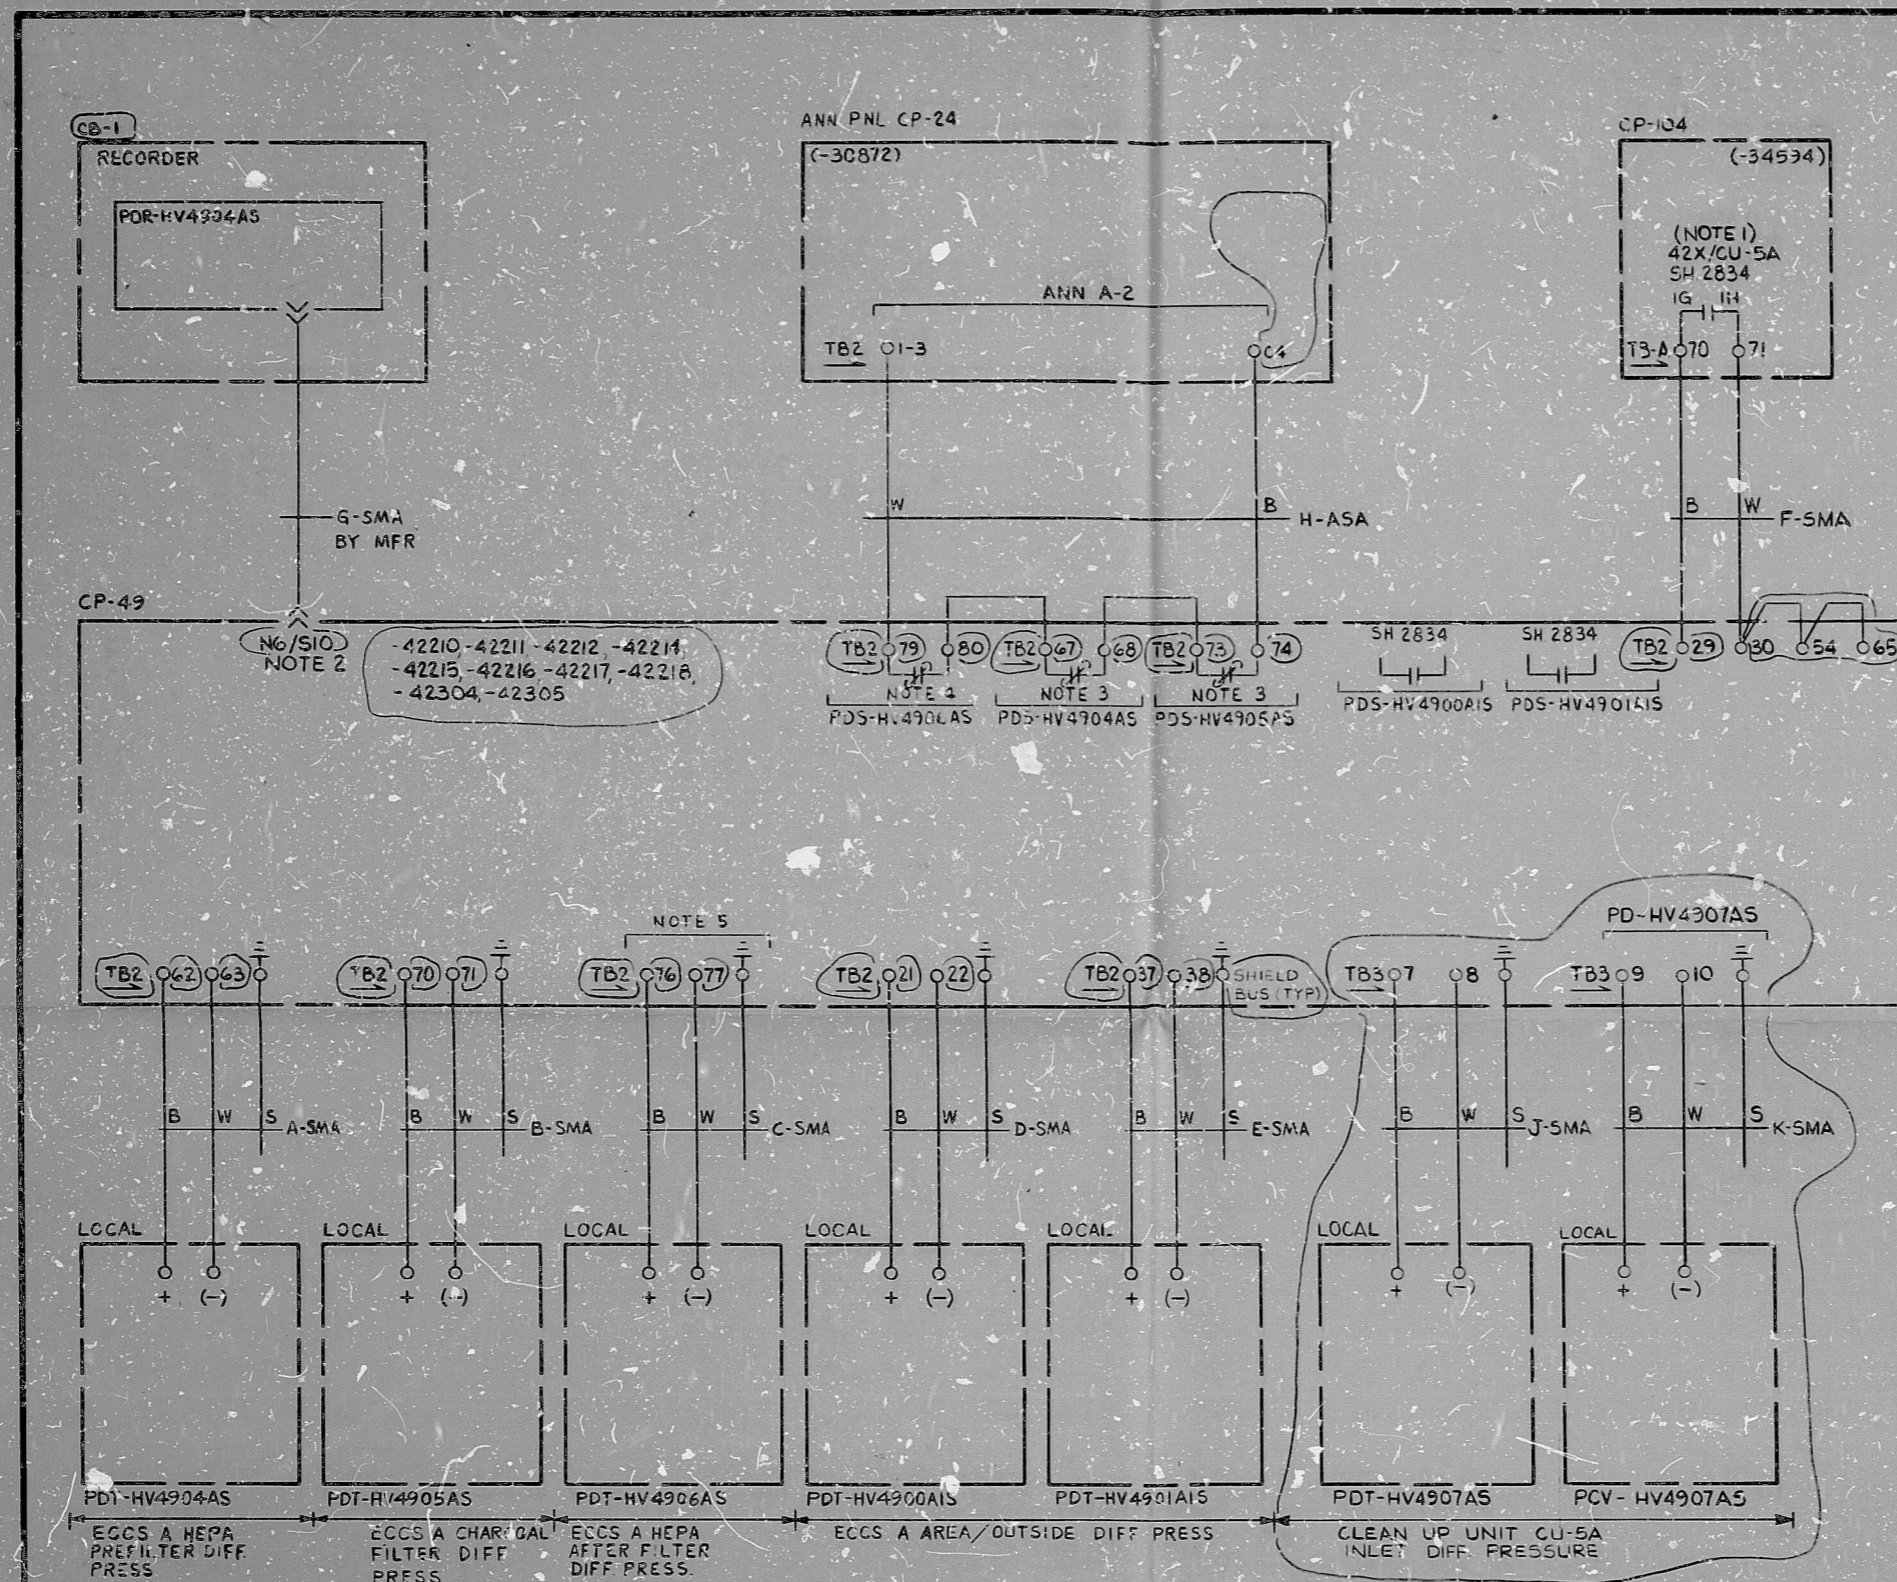 CB-1
RECORDER
PDR-HV4904AS
G-SMA
BY MFR
ANN PNL CP-24
(-30872)
ANN A-2
TB2 1-3
C4
W B H-ASA
CP-104
(-34594)
(NOTE 1)
42X/CU-5A
SH 2834
1G 1H
TB-A 70 71
B W F-SMA
CP-49
N6/S10
NOTE 2
-42210,-42211,-42212,-42214,
-42215,-42216,-42217,-42218,
-42304,-42305
TB2 79 80 TB2 67 68 TB2 73 74
NOTE 3 NOTE 3
PDS-HV4906AS PDS-HV4904AS PDS-HV4905AS
SH 2834 SH 2834
PDS-HV4900A1S PDS-HV4901A1S
TB2 29 30 54 65
NOTE 5
PD-HV4907AS
TB2 62 63 TB2 70 71 TB2 76 77 TB2 21 22 TB2 37 38 SHIELD BUS (TYP) TB3 7 8 TB3 9 10
B W S A-SMA B W S B-SMA B W S C-SMA B W S D-SMA B W S E-SMA B W S J-SMA B W S K-SMA
LOCAL LOCAL LOCAL LOCAL LOCAL LOCAL LOCAL
+ (-) + (-) + (-) + (-) + (-) + (-) + (-)
PDT-HV4904AS PDT-HV4905AS PDT-HV4906AS PDT-HV4900A1S PDT-HV4901A1S PDT-HV4907AS PCV-HV4907AS
ECCS A HEPA
PREFILTER DIFF
PRESS
ECCS A CHARCOAL
FILTER DIFF
PRESS
ECCS A HEPA
AFTER FILTER
DIFF PRESS.
ECCS A AREA/OUTSIDE DIFF PRESS
CLEAN UP UNIT CU-5A
INLET DIFF PRESSURE